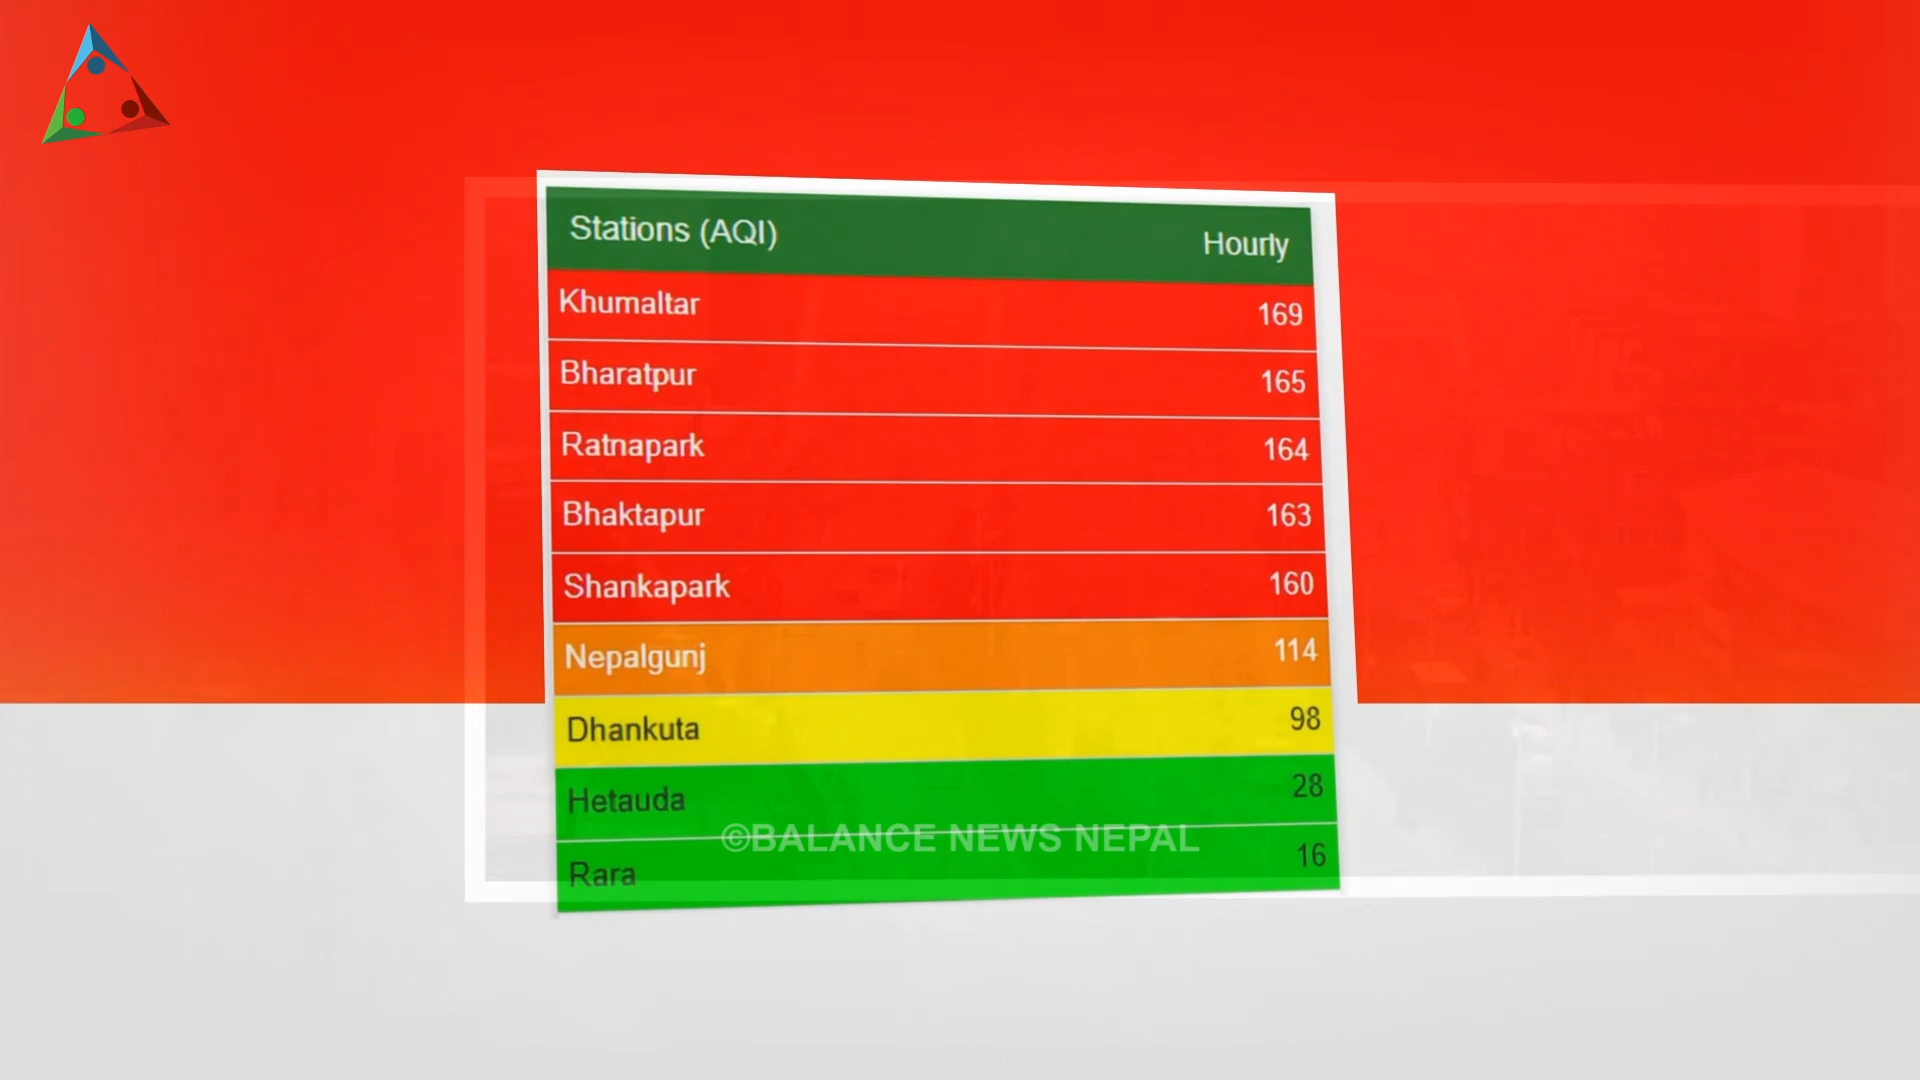 Stations (AQI) Hourly
Khumaltar 169
Bharatpur 165
Ratnapark 164
Bhaktapur 163
Shankapark 160
Nepalgunj 114
Dhankuta 98
Hetauda 28
©BALANCE NEWS NEPAL
Rara 16